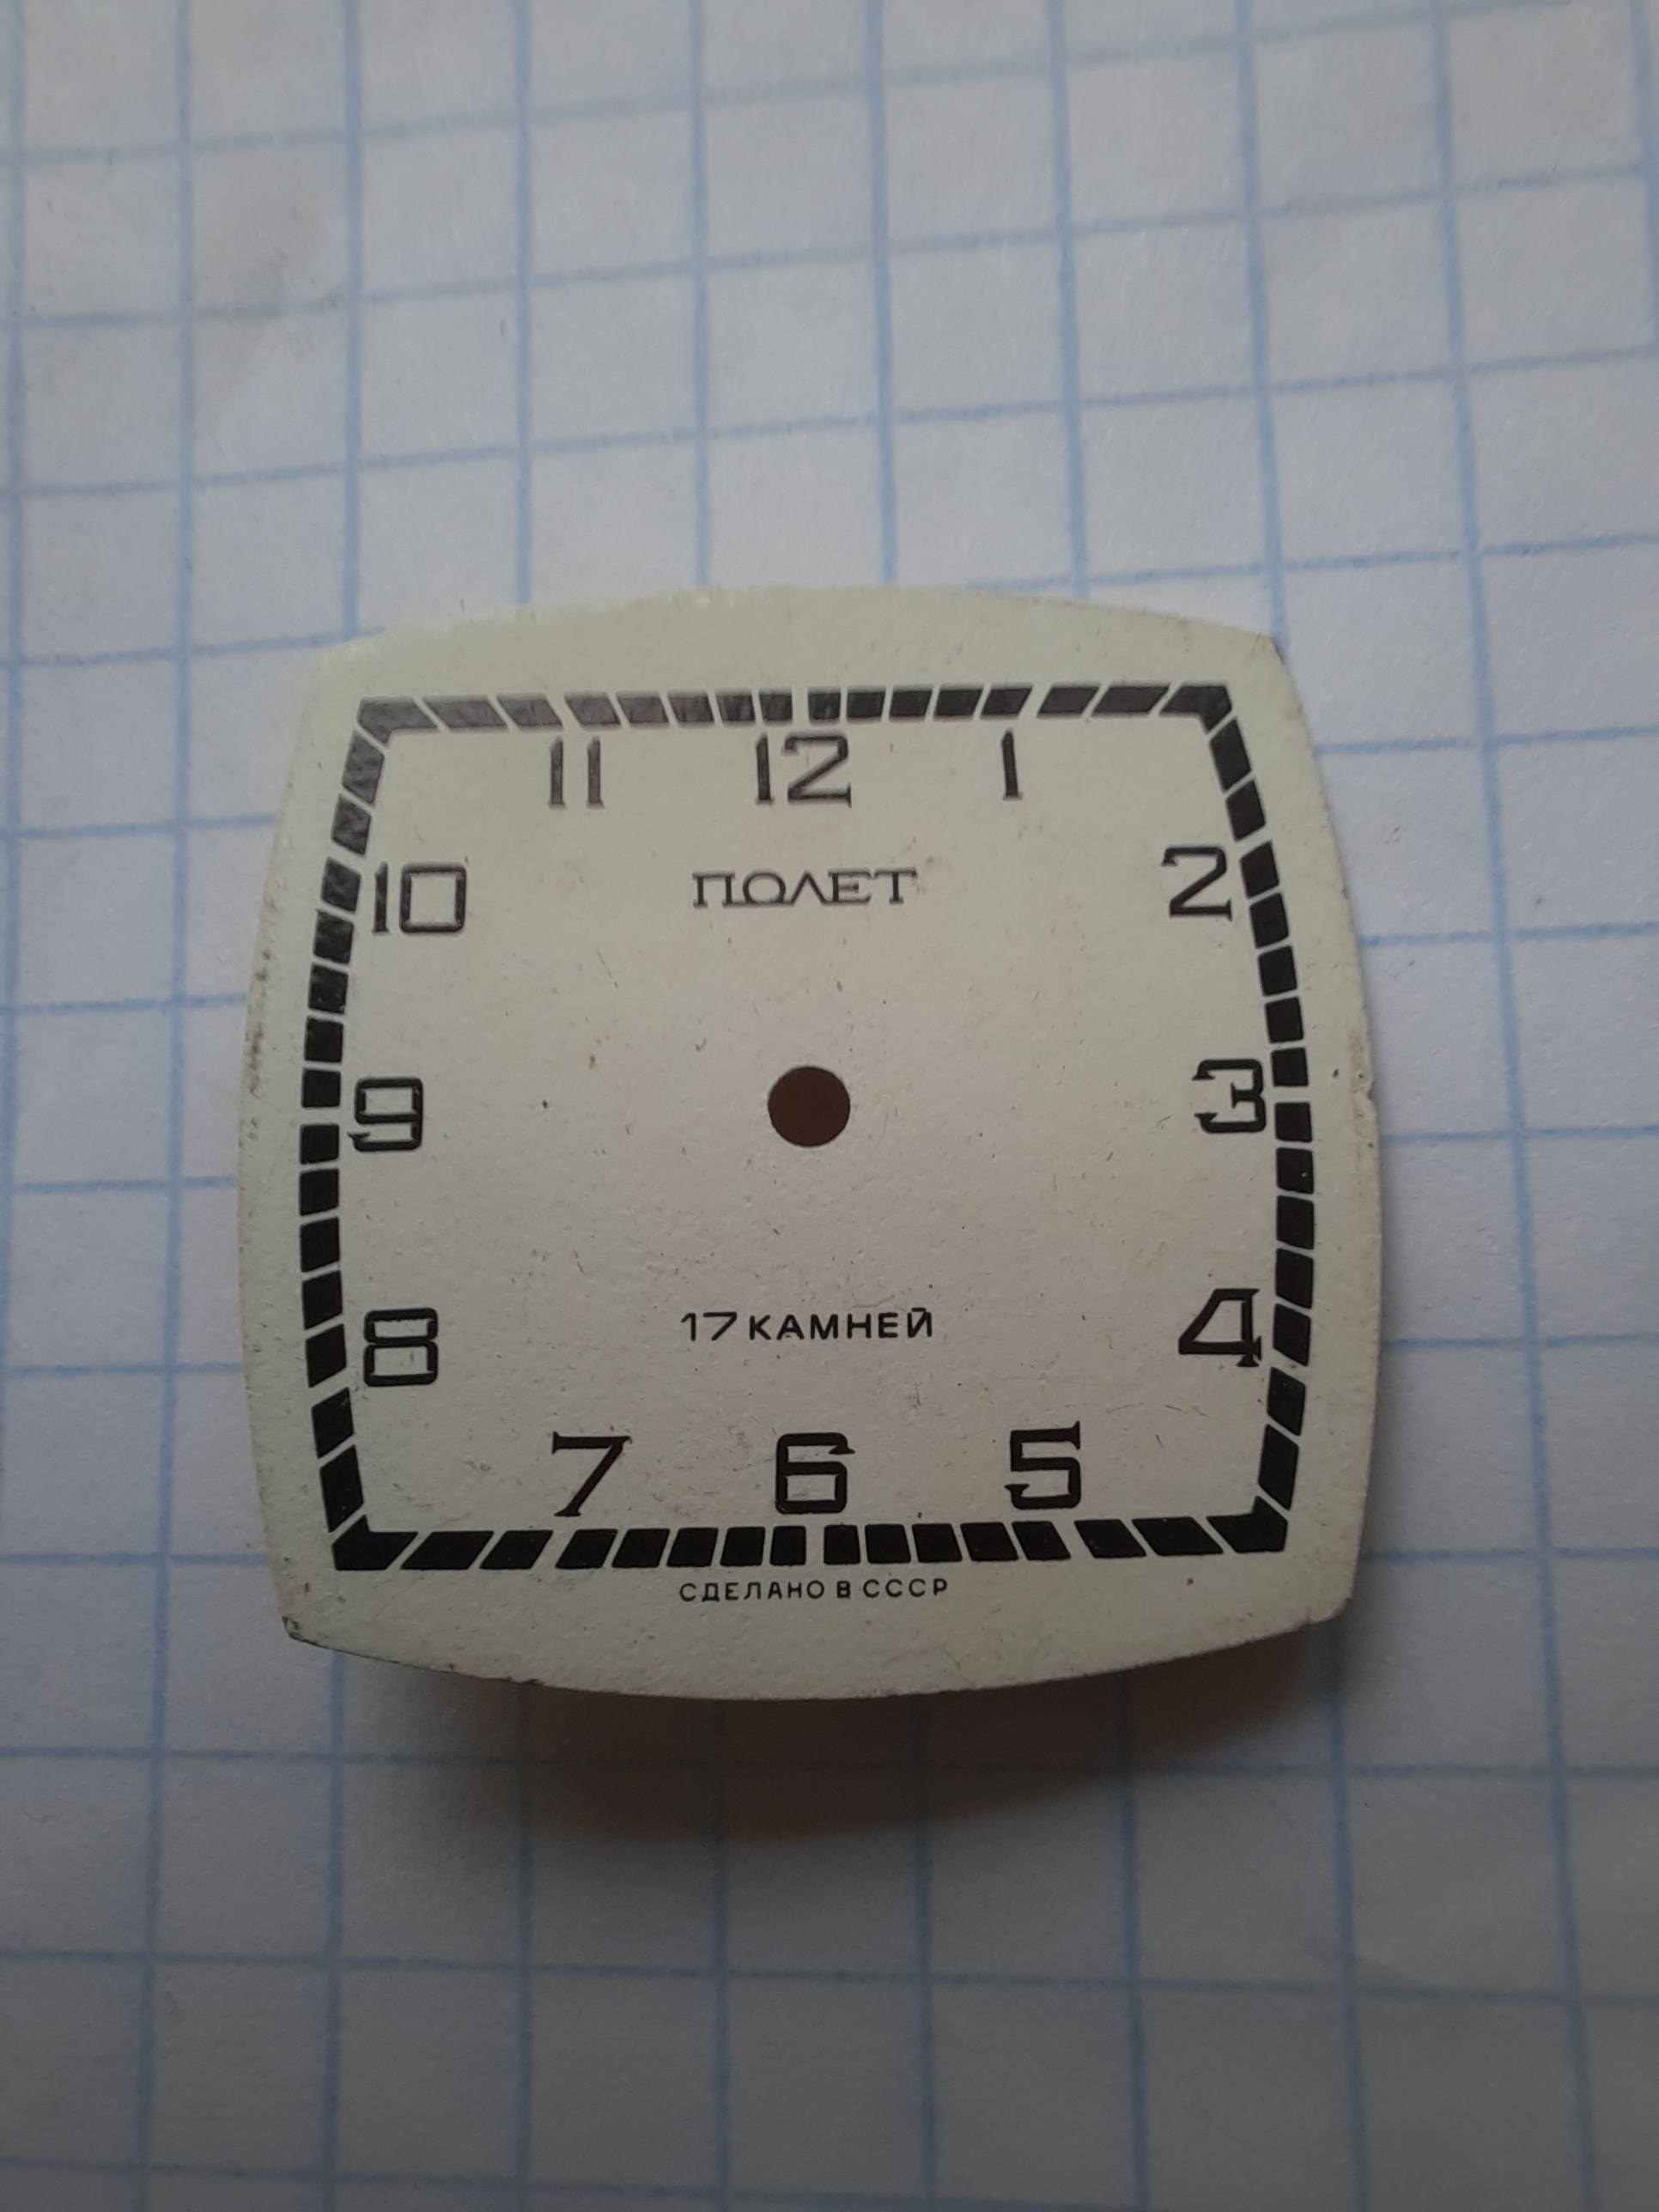 11 12 1
10 ПОЛЕТ 2
9 3
8 17 КАМНЕЙ 4
7 6 5
СДЕЛАНО В СССР